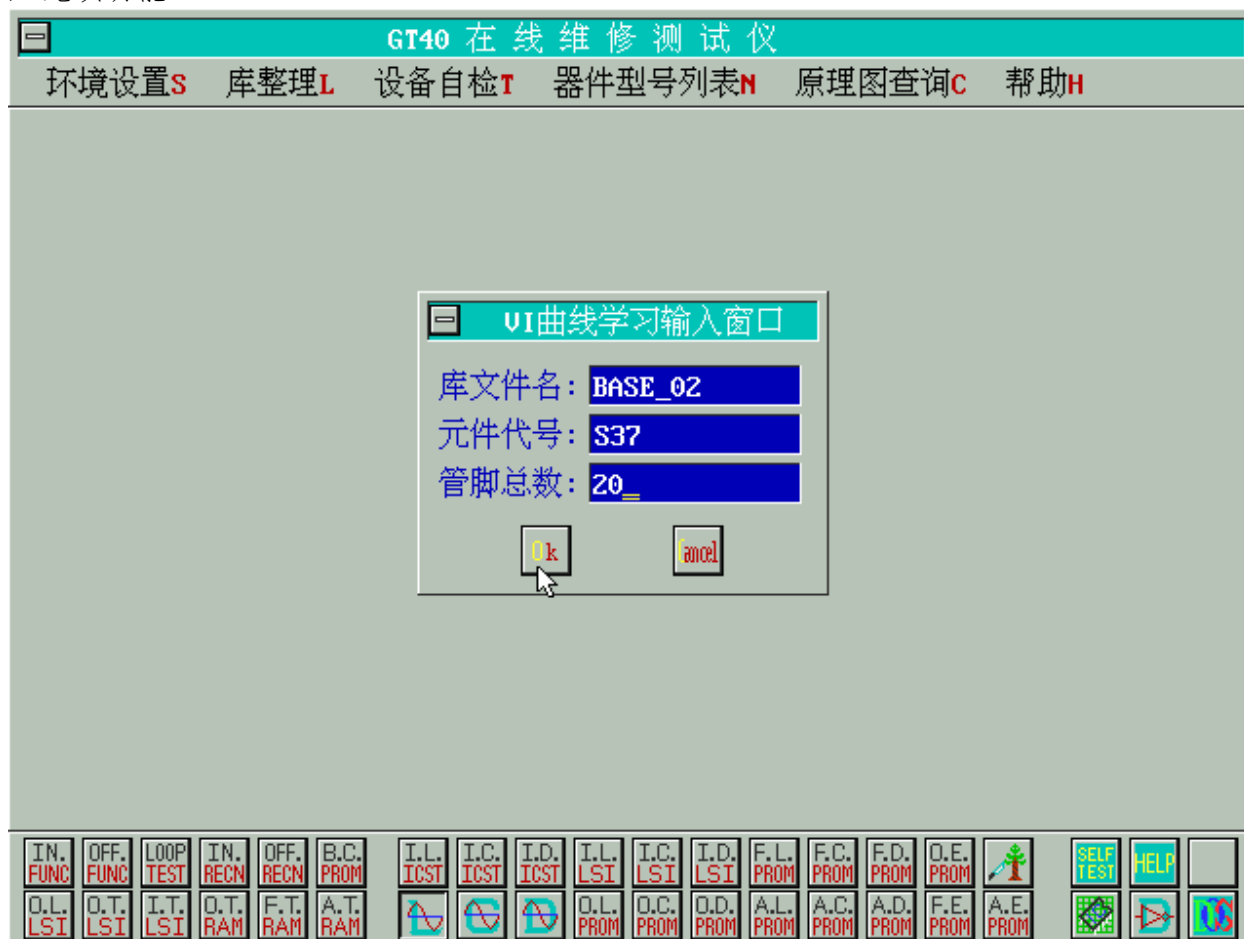 GT40 在线维修测试仪
环境设置S 库整理L 设备自检T 器件型号列表N 原理图查询C 帮助H
VI曲线学习输入窗口
库文件名: BASE_02
元件代号: S37
管脚总数: 20_
Ok Cancel
IN. FUNC OFF. FUNC LOOP TEST IN. RECN OFF. RECN B.C. PROM I.L. ICST I.C. ICST I.D. ICST I.L. LSI I.C. LSI I.D. LSI F.L. PROM F.C. PROM F.D. PROM O.E. PROM SELF TEST HELP
O.L. LSI O.T. LSI I.T. LSI O.T. RAM F.T. RAM A.T. RAM L C D O.L. PROM O.C. PROM O.D. PROM A.L. PROM A.C. PROM A.D. PROM F.E. PROM A.E. PROM DOS